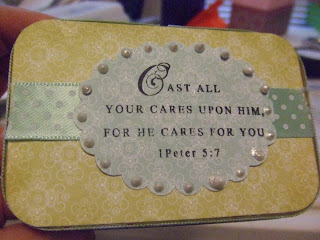 CAST ALL
YOUR CARES UPON HIM,
FOR HE CARES FOR YOU
1Peter 5:7